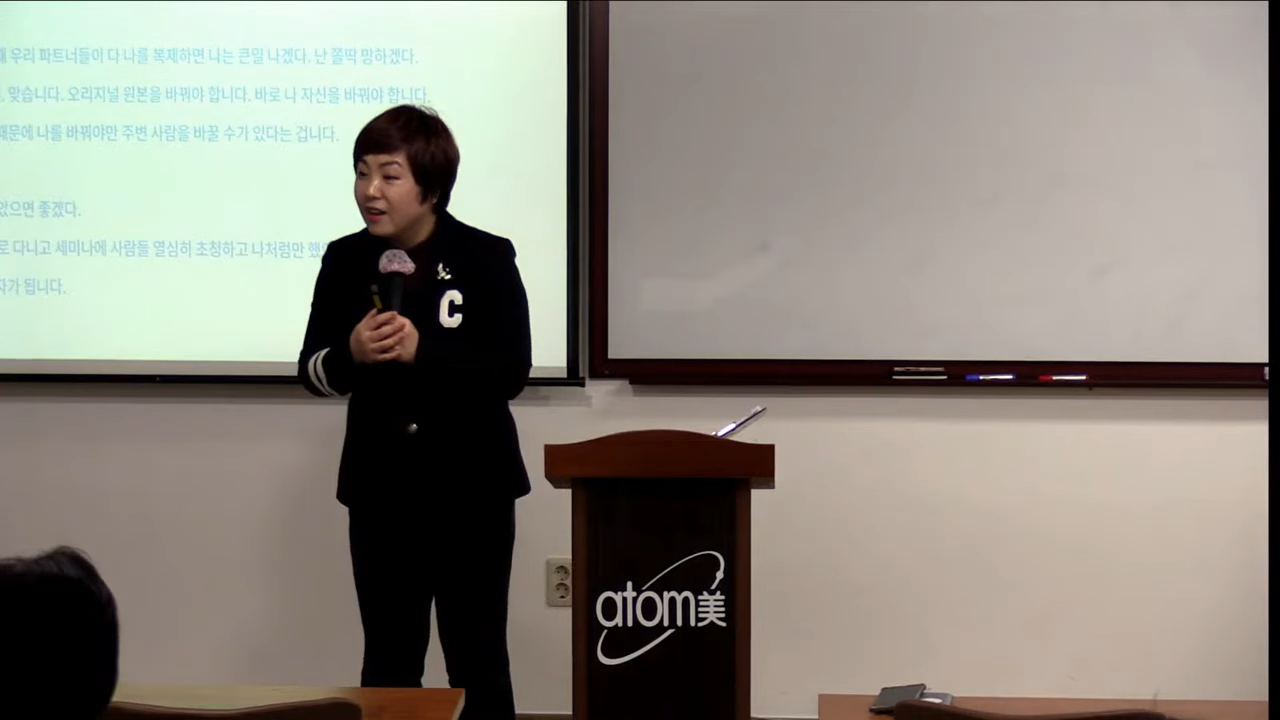 우리 파트너들이 다 나를 복제하면 나는 큰일 나겠다. 난 쫄딱 망하겠다.
맞습니다. 오리지널 원본을 바꿔야 합니다. 바로 나 자신을 바꿔야 합니다.
때문에 나를 바꿔야만 주변 사람을 바꿀 수가 있다는 겁니다.
았으면 좋겠다.
로 다니고 세미나에 사람들 열심히 초청하고 나처럼만
자가 됩니다.
C
atom美